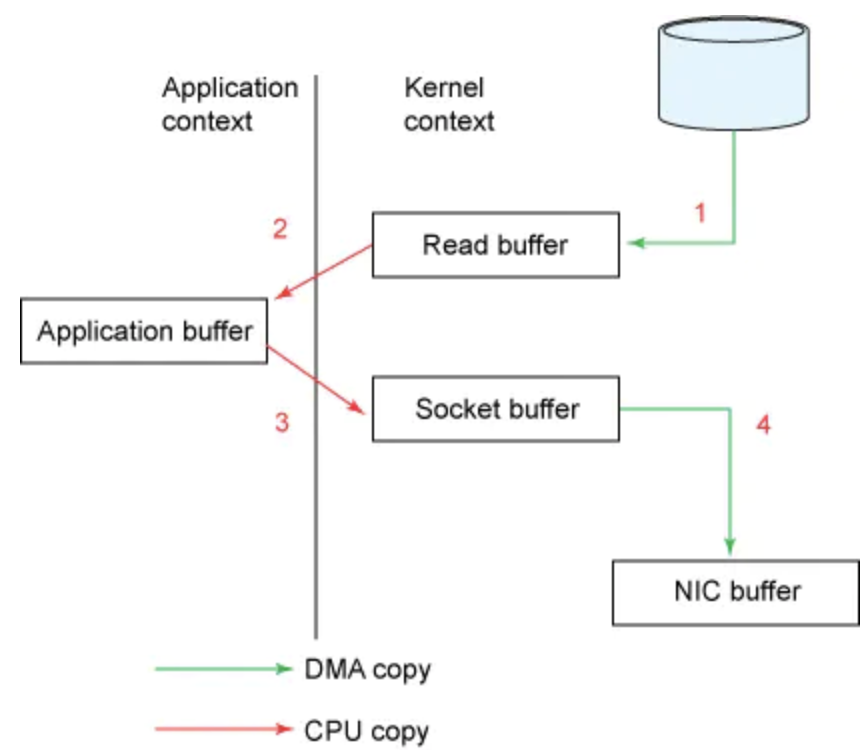 Application
context
Kernel
context
1
2
Read buffer
Application buffer
Socket buffer
3
4
NIC buffer
DMA copy
CPU copy